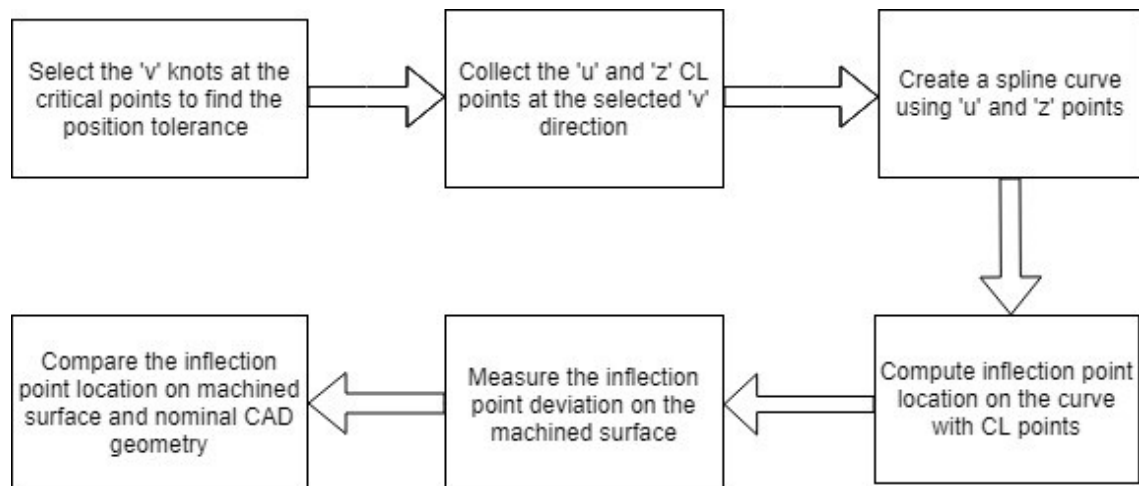 Select the 'v' knots at the
critical points to find the
position tolerance
Collect the 'u' and 'z' CL
points at the selected 'v'
direction
Create a spline curve
using 'u' and 'z' points
Compute inflection point
location on the curve
with CL points
Measure the inflection
point deviation on the
machined surface
Compare the inflection
point location on machined
surface and nominal CAD
geometry